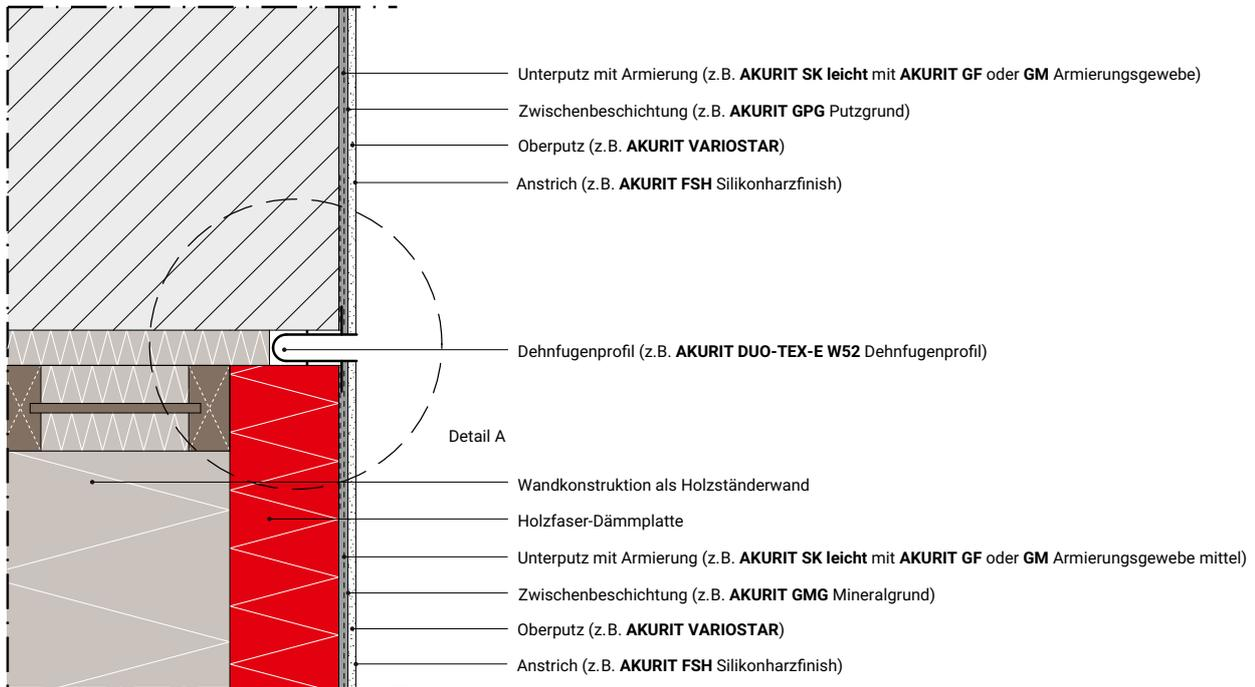 Unterputz mit Armierung (z.B. AKURIT SK leicht mit AKURIT GF oder GM Armierungsgewebe)
Zwischenbeschichtung (z.B. AKURIT GPG Putzgrund)
Oberputz (z.B. AKURIT VARIOSTAR)
Anstrich (z.B. AKURIT FSH Silikonharzfinish)
Dehnfugenprofil (z.B. AKURIT DUO-TEX-E W52 Dehnfugenprofil)
Detail A
Wandkonstruktion als Holzständerwand
Holzfaser-Dämmplatte
Unterputz mit Armierung (z.B. AKURIT SK leicht mit AKURIT GF oder GM Armierungsgewebe mittel)
Zwischenbeschichtung (z.B. AKURIT GMG Mineralgrund)
Oberputz (z.B. AKURIT VARIOSTAR)
Anstrich (z.B. AKURIT FSH Silikonharzfinish)